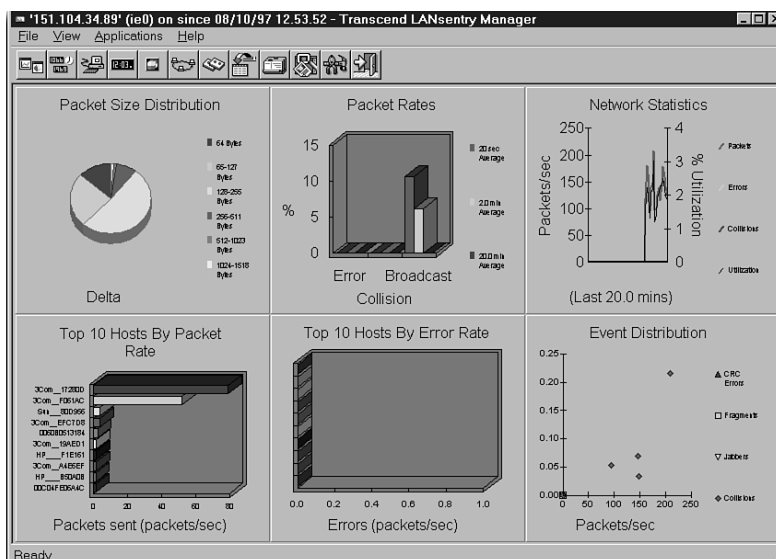 '151.104.34.89' (ie0) on since 08/10/97 12.53.52 - Transcend LANsentry Manager
File View Applications Help
Packet Size Distribution
64 Bytes
65-127 Bytes
128-255 Bytes
256-511 Bytes
512-1023 Bytes
1024-1518 Bytes
Delta
Packet Rates
15
10
5
0
%
Error Broadcast
Collision
20 sec Average
2.0 min Average
20.0 min Average
Network Statistics
250
200
150
100
50
0
Packets/sec
4
3
2
1
0
% Utilization
Packets
Errors
Collisions
Utilization
(Last 20.0 mins)
Top 10 Hosts By Packet
Rate
3Com__17280D
3Com__F061AC
3Com__EFC7D8
3Com__19AED1
HP___F1E161
0 20 40 60 80
Packets sent (packets/sec)
Top 10 Hosts By Error Rate
0.0 0.2 0.4 0.6 0.8 1.0
Errors (packets/sec)
Event Distribution
0.25
0.20
0.15
0.10
0.05
0.00
0 50 100 150 200 250
Packets/sec
CRC Errors
Fragments
Jabbers
Collisions
Ready